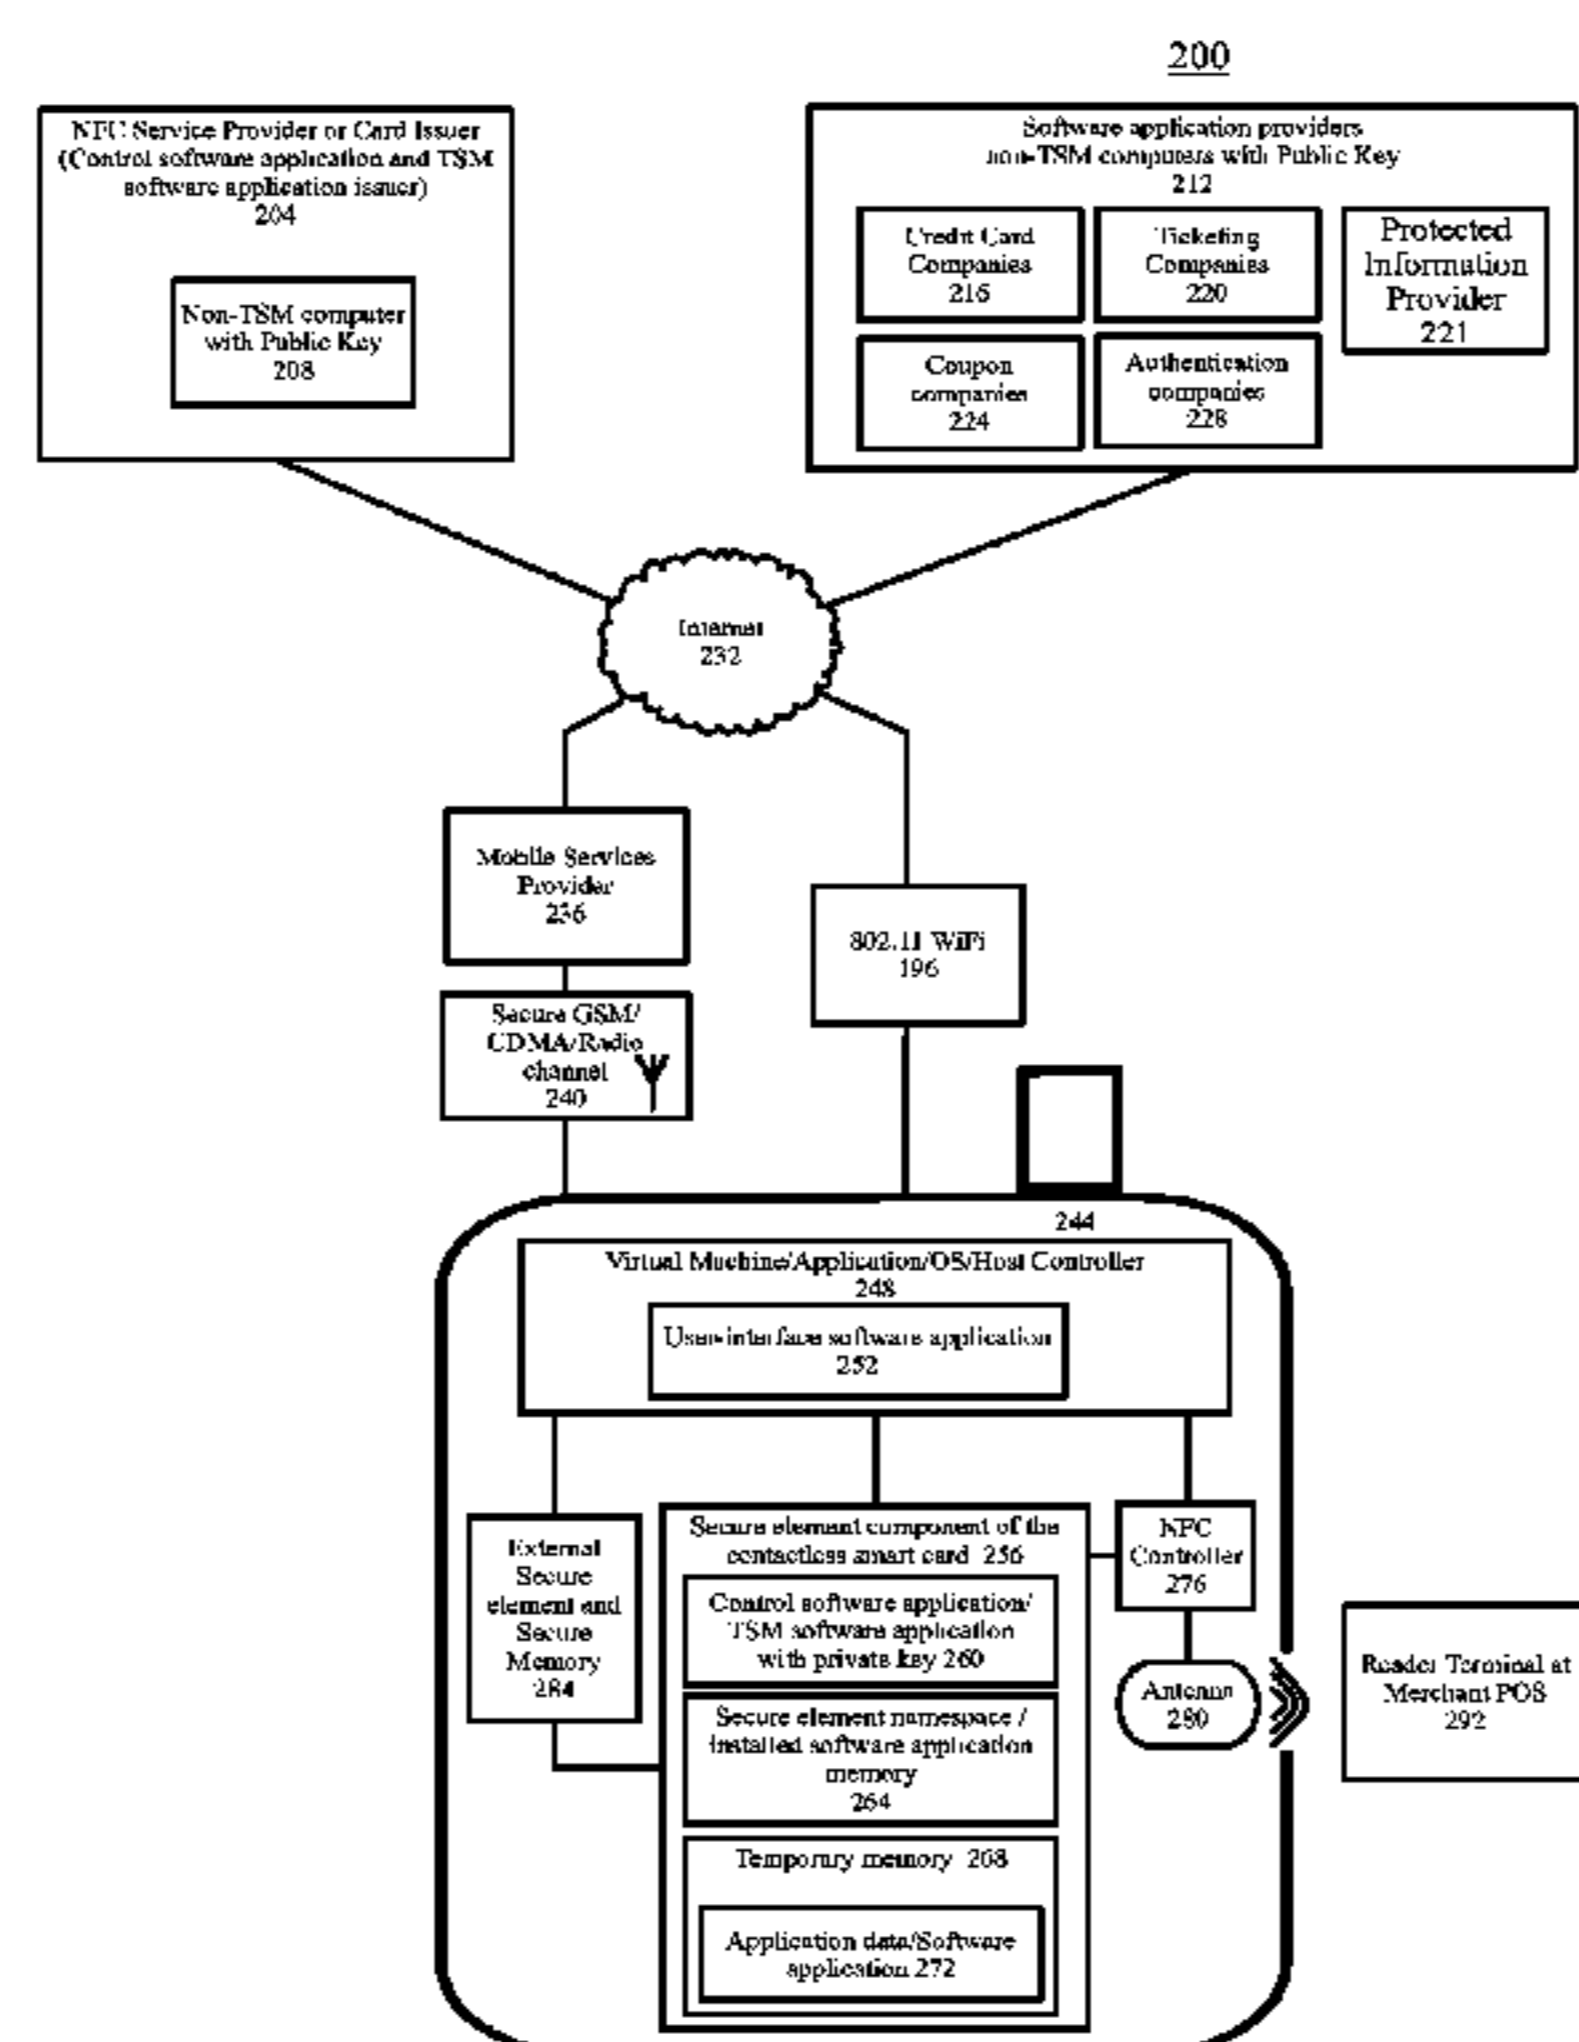 200
NFC Service Provider or Card Issuer
(Control software application and TSM
software application issuer)
204
Non-TSM computer
with Public Key
208
Software application providers
non-TSM computers with Public Key
212
Credit Card
Companies
216
Ticketing
Companies
220
Protected
Information
Provider
221
Coupon
companies
224
Authentication
companies
228
Internet
232
Mobile Services
Provider
236
802.11 WiFi
196
Secure GSM/
CDMA/Radio
channel
240
244
Virtual Machine/Application/OS/Host Controller
248
User-interface software application
252
External
Secure
element and
Secure
Memory
284
Secure element component of the
contactless smart card 256
Control software application/
TSM software application
with private key 260
Secure element namespace /
installed software application
memory
264
Temporary memory 268
Application data/Software
application 272
NFC
Controller
276
Antenna
280
Reader Terminal at
Merchant POS
292